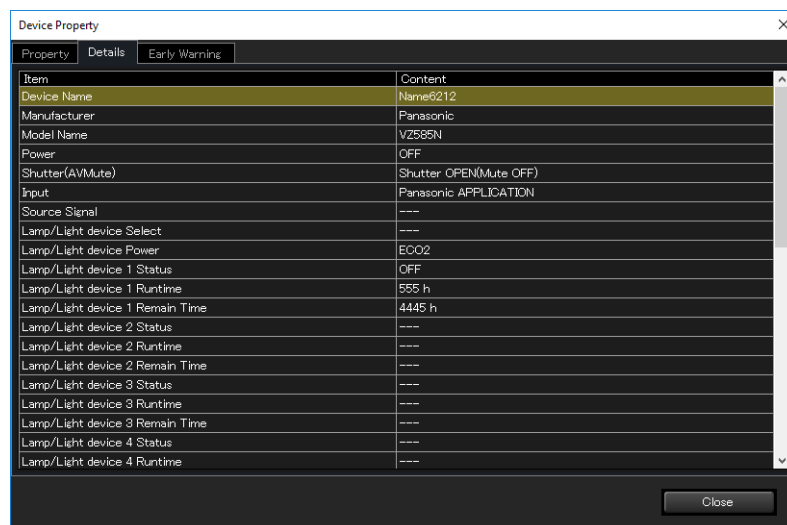 Device Property
Property Details Early Warning
Item Content
Device Name Name6212
Manufacturer Panasonic
Model Name VZ585N
Power OFF
Shutter(AVMute) Shutter OPEN(Mute OFF)
Input Panasonic APPLICATION
Source Signal ---
Lamp/Light device Select ---
Lamp/Light device Power ECO2
Lamp/Light device 1 Status OFF
Lamp/Light device 1 Runtime 555 h
Lamp/Light device 1 Remain Time 4445 h
Lamp/Light device 2 Status ---
Lamp/Light device 2 Runtime ---
Lamp/Light device 2 Remain Time ---
Lamp/Light device 3 Status ---
Lamp/Light device 3 Runtime ---
Lamp/Light device 3 Remain Time ---
Lamp/Light device 4 Status ---
Lamp/Light device 4 Runtime ---
Close